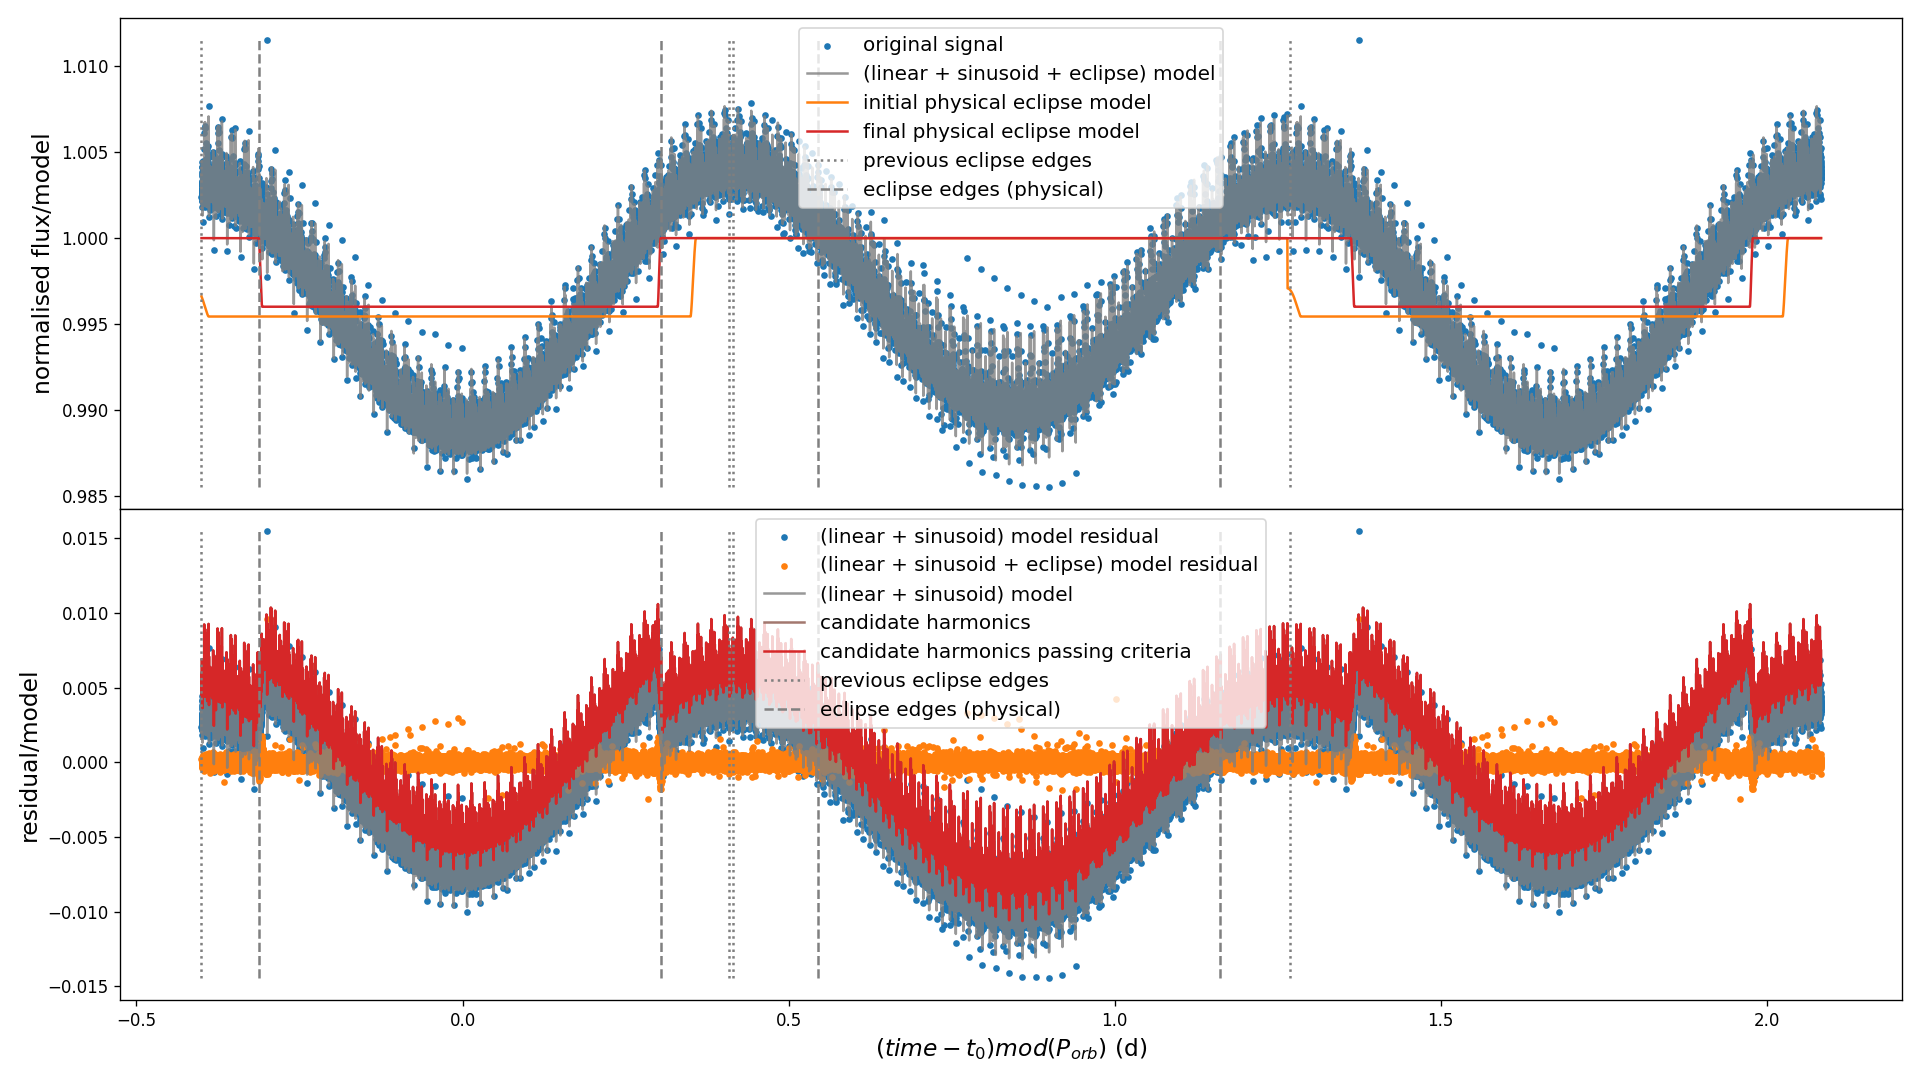 original signal
(linear + sinusoid + eclipse) model
initial physical eclipse model
final physical eclipse model
previous eclipse edges
eclipse edges (physical)
normalised flux/model
1.010
1.005
1.000
0.995
0.990
0.985
(linear + sinusoid) model residual
(linear + sinusoid + eclipse) model residual
(linear + sinusoid) model
candidate harmonics
candidate harmonics passing criteria
previous eclipse edges
eclipse edges (physical)
residual/model
0.015
0.010
0.005
0.000
−0.005
−0.010
−0.015
−0.5
0.0
0.5
1.0
1.5
2.0
(time − t₀)mod(P_orb) (d)